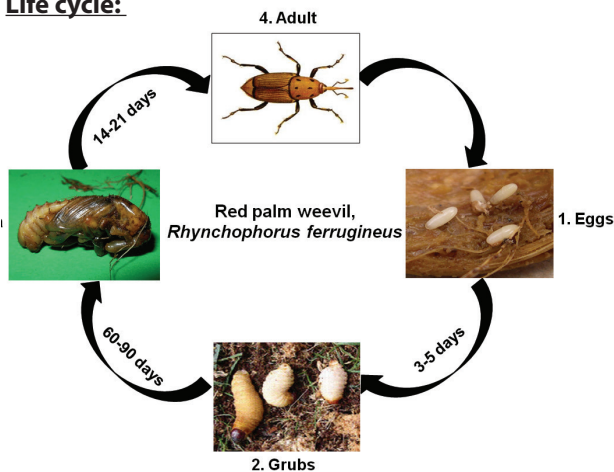 Life cycle:
4. Adult
14-21 days
Red palm weevil,
Rhynchophorus ferrugineus
1. Eggs
3-5 days
60-90 days
2. Grubs